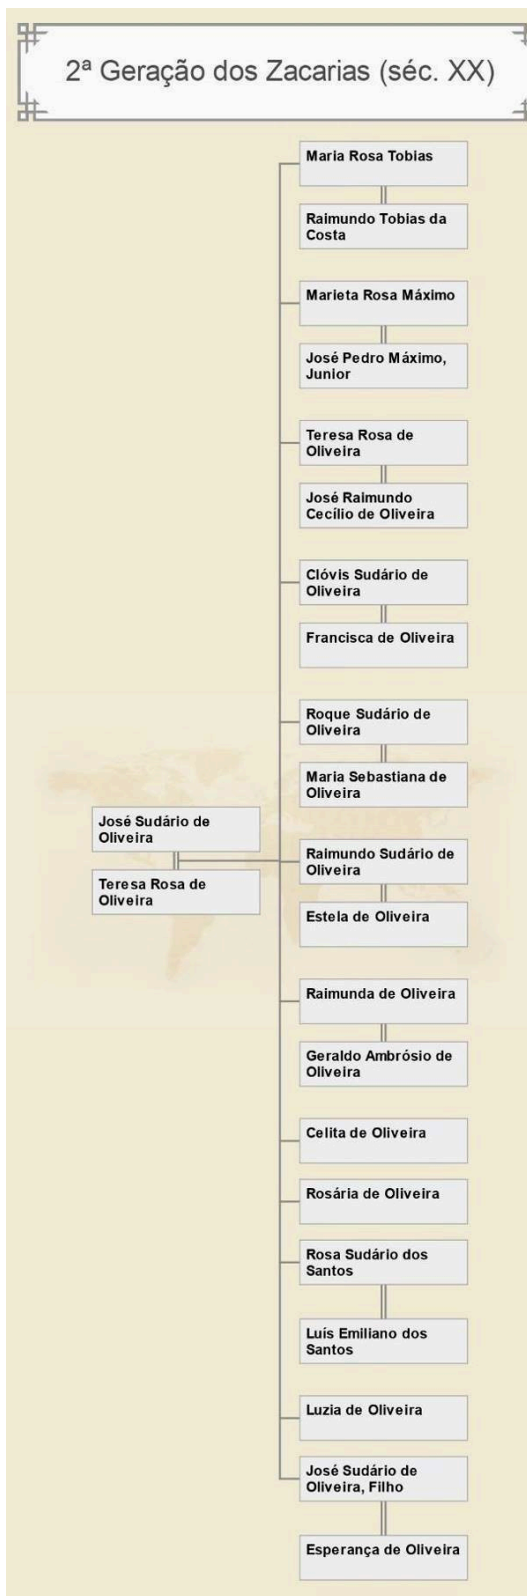 2ª Geração dos Zacarias (séc. XX)
Maria Rosa Tobias
Raimundo Tobias da
Costa
Marieta Rosa Máximo
José Pedro Máximo,
Junior
Teresa Rosa de
Oliveira
José Raimundo
Cecílio de Oliveira
Clóvis Sudário de
Oliveira
Francisca de Oliveira
Roque Sudário de
Oliveira
Maria Sebastiana de
Oliveira
José Sudário de
Oliveira
Teresa Rosa de
Oliveira
Raimundo Sudário de
Oliveira
Estela de Oliveira
Raimunda de Oliveira
Geraldo Ambrósio de
Oliveira
Celita de Oliveira
Rosária de Oliveira
Rosa Sudário dos
Santos
Luís Emiliano dos
Santos
Luzia de Oliveira
José Sudário de
Oliveira, Filho
Esperança de Oliveira